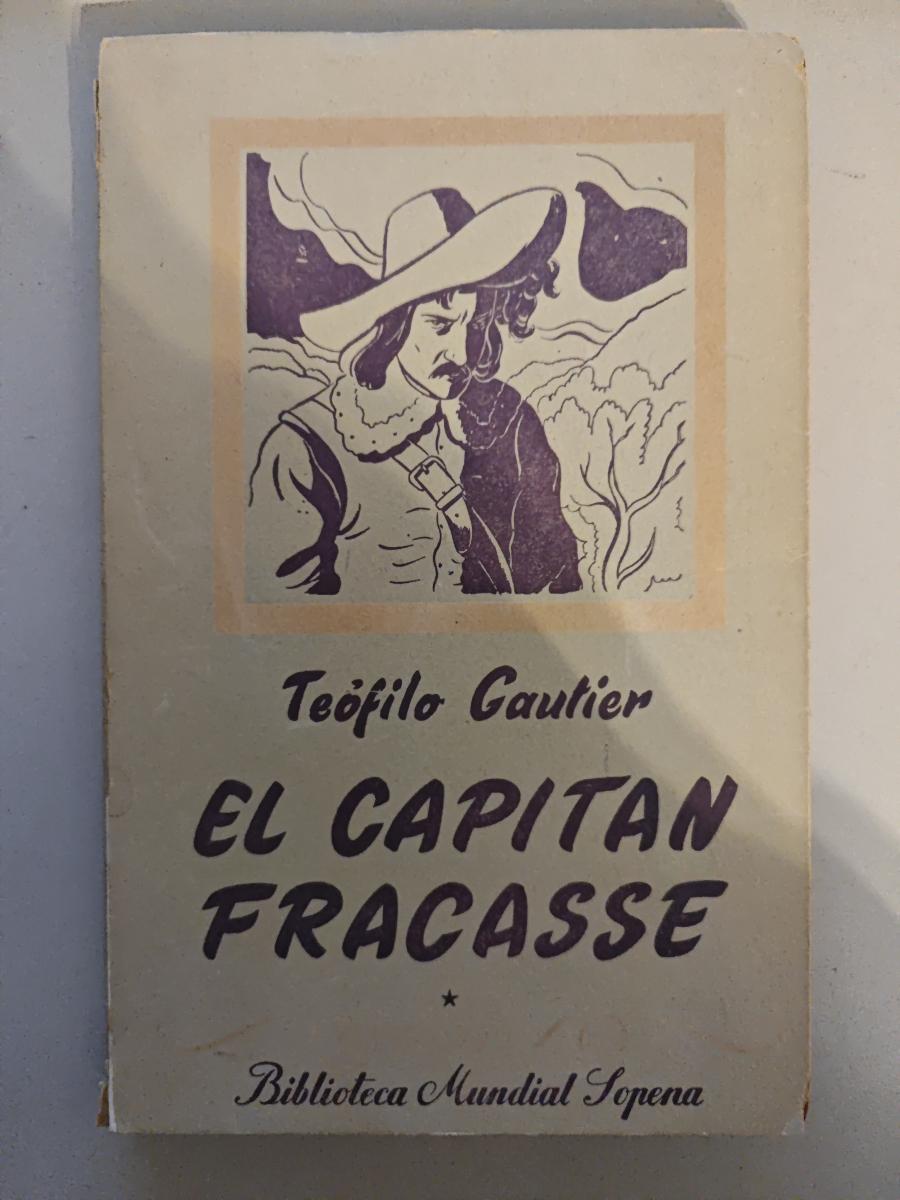 Teófilo Gautier
EL CAPITAN
FRACASSE
Biblioteca Mundial Sopena